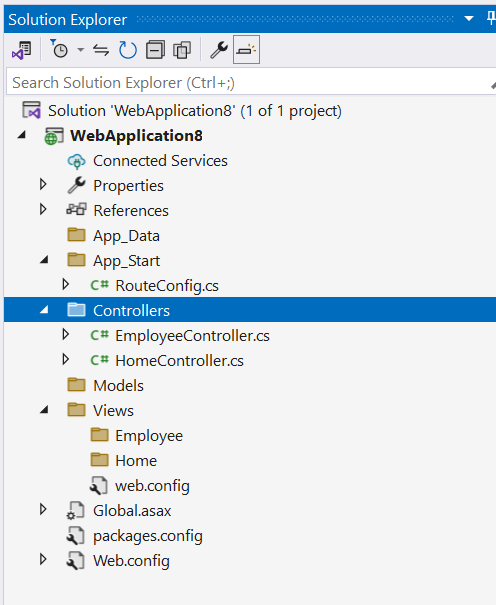 Solution Explorer
Search Solution Explorer (Ctrl+;)
Solution 'WebApplication8' (1 of 1 project)
WebApplication8
Connected Services
Properties
References
App_Data
App_Start
C# RouteConfig.cs
Controllers
C# EmployeeController.cs
C# HomeController.cs
Models
Views
Employee
Home
web.config
Global.asax
packages.config
Web.config